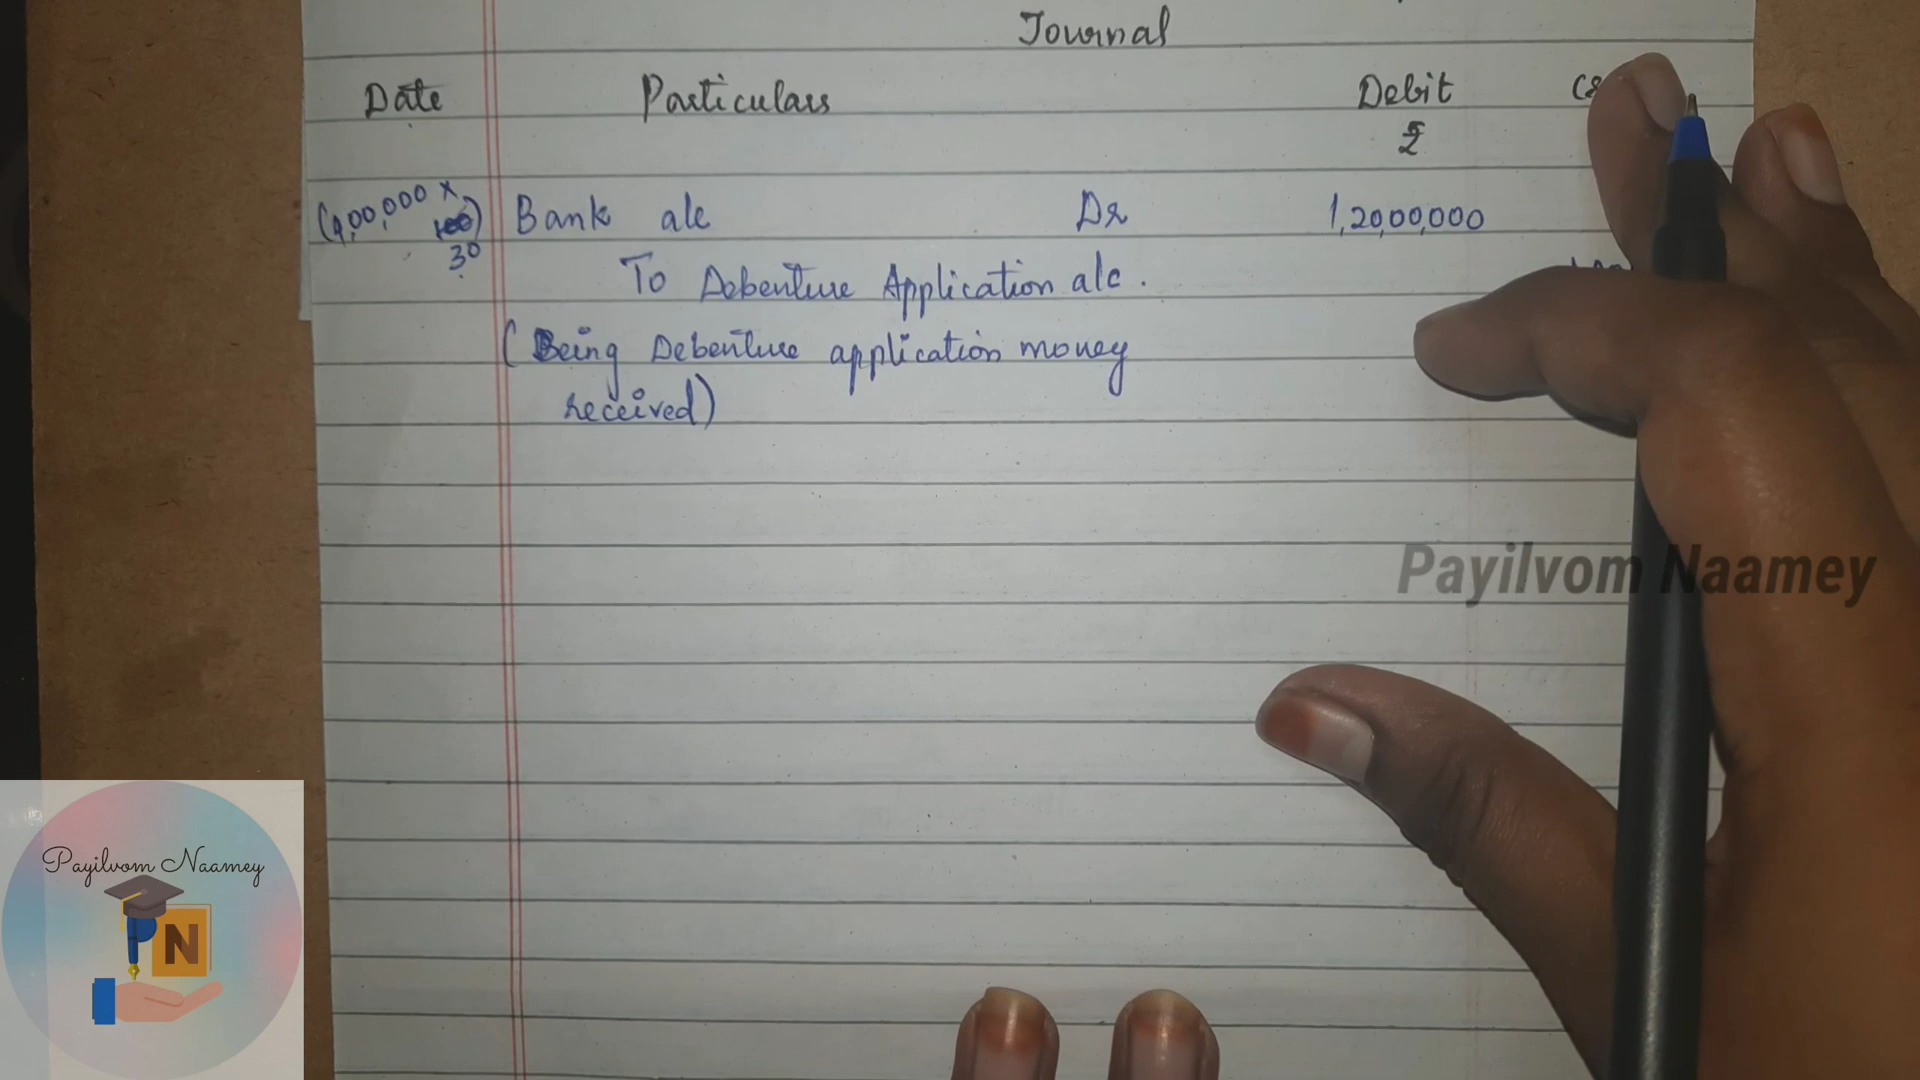 Journal
Date Particulars Debit
₹
(4,00,000 x 30) Bank a/c Dr 1,20,00,000
To Debenture Application a/c.
(Being Debenture application money
received)
Payilvom Naamey
Payilvom Naamey
PN